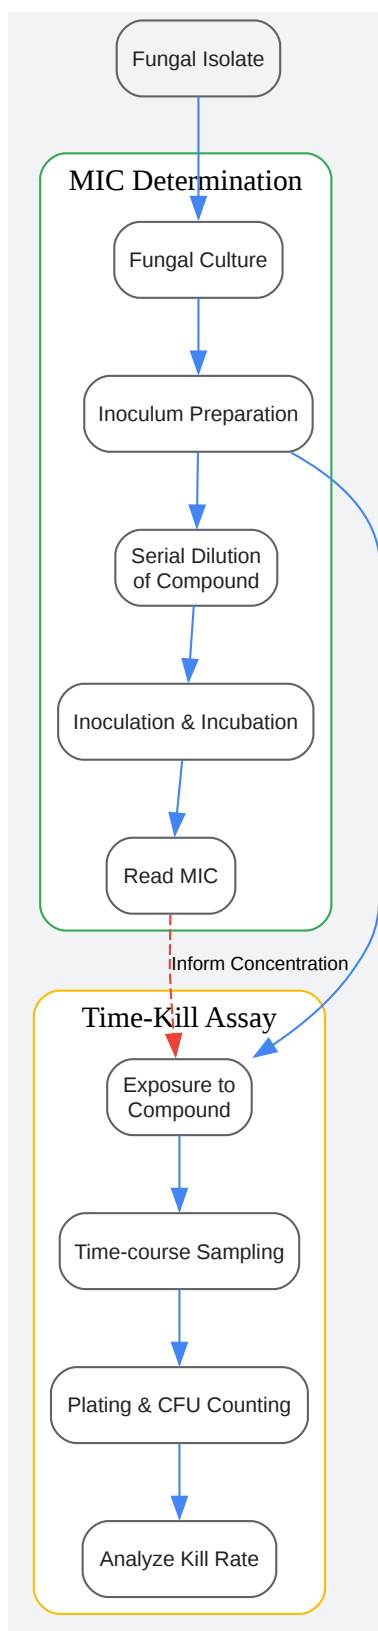 Fungal Isolate
MIC Determination
Fungal Culture
Inoculum Preparation
Serial Dilution
of Compound
Inoculation & Incubation
Read MIC
Inform Concentration
Time-Kill Assay
Exposure to
Compound
Time-course Sampling
Plating & CFU Counting
Analyze Kill Rate